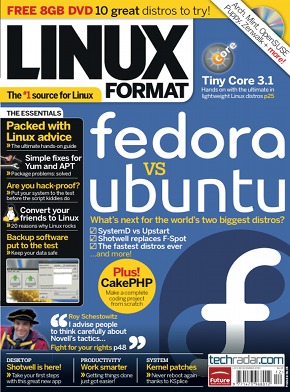 FREE 8GB DVD 10 great distros to try!
Arch, Mint, OpenSUSE,
Puppy, Zenwalk + more!
LINUX
FORMAT
The #1 source for Linux
core
Tiny Core 3.1
Hands on with the ultimate in
lightweight Linux distros p25
THE ESSENTIALS
Packed with
Linux advice
The ultimate hands-on guide
Simple fixes for
Yum and APT
Package problems: solved
Are you hack-proof?
Put your system to the test
before the script kiddies do
Convert your
friends to Linux
20 reasons why Linux rocks
Backup software
put to the test
Keep your data safe
fedora
vs
ubuntu
What's next for the world's two biggest distros?
SystemD vs Upstart
Shotwell replaces F-Spot
The fastest distros ever
...and more!
Plus!
CakePHP
Make a complete
coding project
from scratch
Roy Schestowitz
I advise people
to think carefully
about Novell's tactics...
Fight for your rights p48
DESKTOP
Shotwell is here!
Take your first steps
with this great new app
PRODUCTIVITY
Work smarter
Getting things done
just got easier!
SYSTEM
Kernel patches
Never reboot again
thanks to KSplice
techradar.com
Future